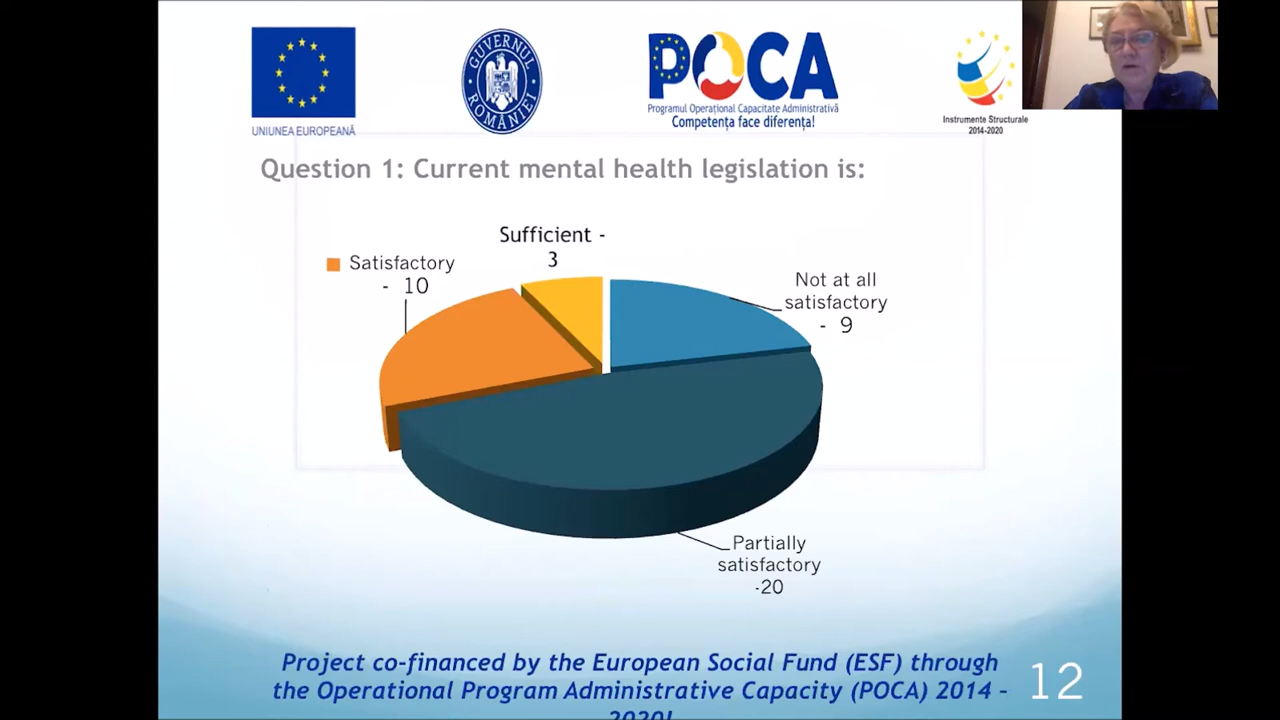 GUVERNUL ROMÂNIEI
POCA
UNIUNEA EUROPEANĂ
Programul Operațional Capacitate Administrativă
Competența face diferența!
Instrumente Structurale
2014-2020
Question 1: Current mental health legislation is:
Sufficient -
3
Satisfactory
- 10
Not at all
satisfactory
- 9
Partially
satisfactory
-20
Project co-financed by the European Social Fund (ESF) through
the Operational Program Administrative Capacity (POCA) 2014 –
2020!
12